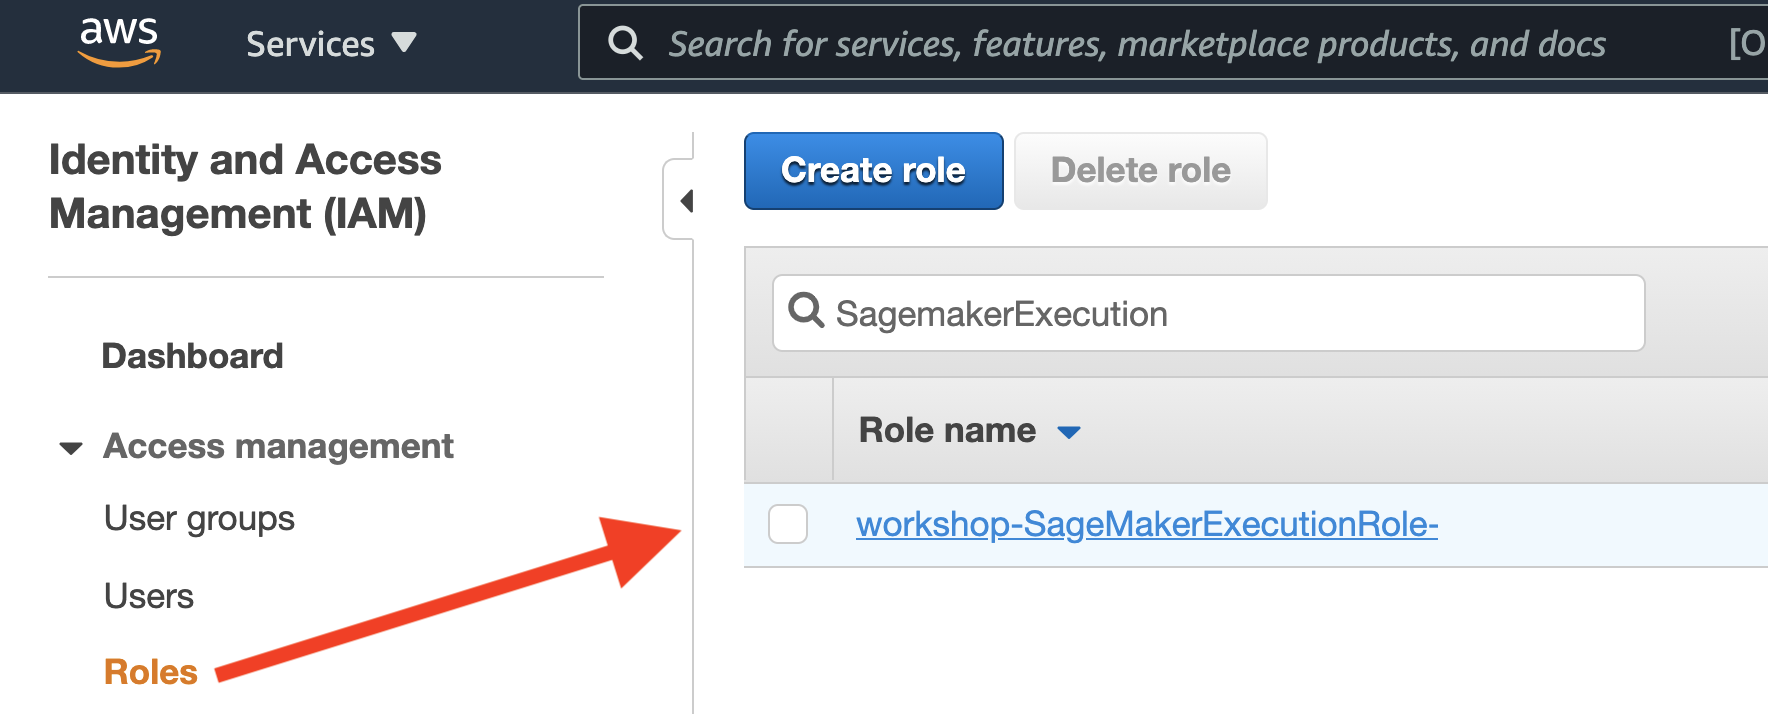 aws
Services
Search for services, features, marketplace products, and docs
[O
Identity and Access
Management (IAM)
Dashboard
Access management
User groups
Users
Roles
Create role
Delete role
SagemakerExecution
Role name
workshop-SageMakerExecutionRole-